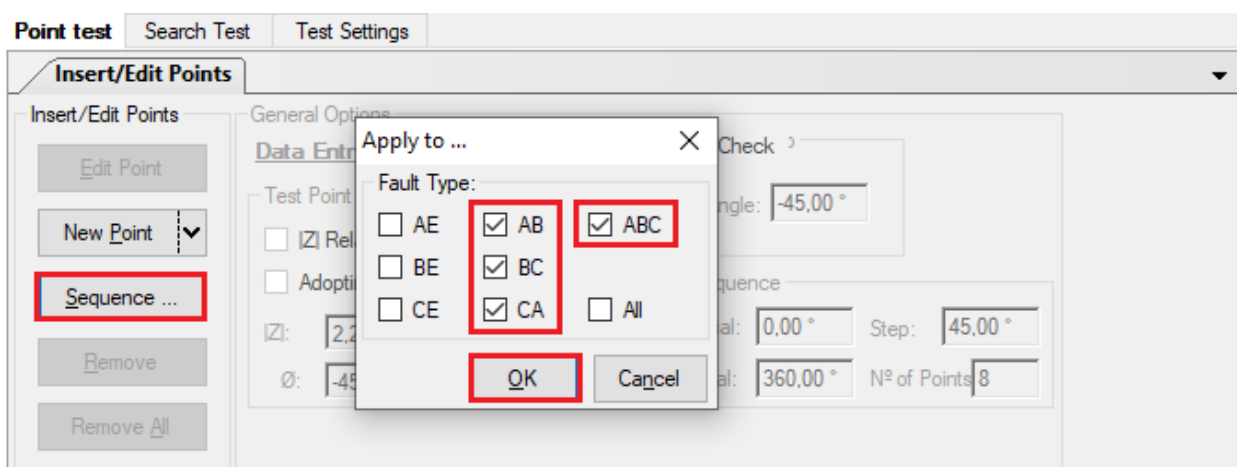 Point test Search Test Test Settings
Insert/Edit Points
Insert/Edit Points
General Options
Edit Point
New Point
Sequence ...
Remove
Remove All
Data Entr
Test Point
|Z| Rel
Adopti
|Z|: 2,2
Ø: -45
Apply to ...
Fault Type:
AE AB ABC
BE BC
CE CA All
OK Cancel
Check
ngle: -45,00 °
quence
al: 0,00 ° Step: 45,00 °
al: 360,00 ° Nº of Points 8